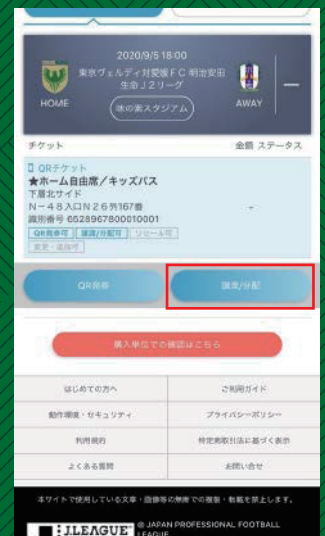 2020/9/5 18:00
東京ヴェルディ対愛媛FC 明治安田
生命J2リーグ
HOME
味の素スタジアム
AWAY
チケット 金額 ステータス
QRチケット
★ホーム自由席/キッズパス
下層北サイド
N-48入口N26列167番
識別番号 6528967800010001
-
QR発券可 譲渡/分配可 リセール可
変更・追加可
QR発券
譲渡/分配
購入単位での確認はこちら
はじめての方へ ご利用ガイド
動作環境・セキュリティ プライバシーポリシー
利用規約 特定商取引法に基づく表示
よくある質問 お問い合せ
本サイトで使用している文章・画像等の無断での複製・転載を禁止します。
J.LEAGUE
© JAPAN PROFESSIONAL FOOTBALL
LEAGUE